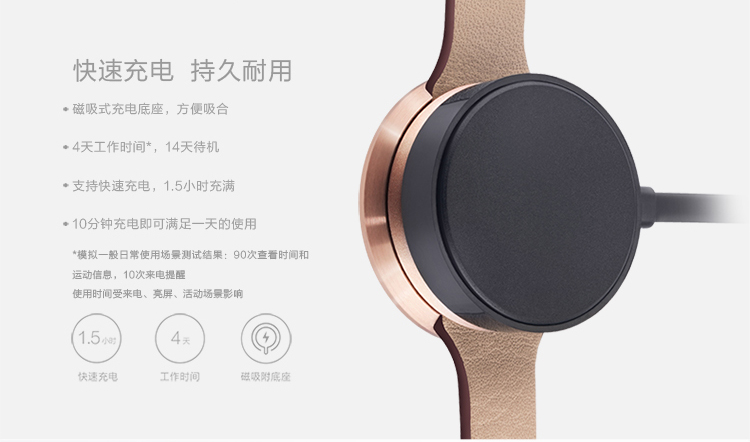 快速充电 持久耐用
磁吸式充电底座，方便吸合
4天工作时间*，14天待机
支持快速充电，1.5小时充满
10分钟充电即可满足一天的使用
*模拟一般日常使用场景测试结果：90次查看时间和
运动信息，10次来电提醒
使用时间受来电、亮屏、活动场景影响
1.5小时 4天
快速充电 工作时间 磁吸附底座